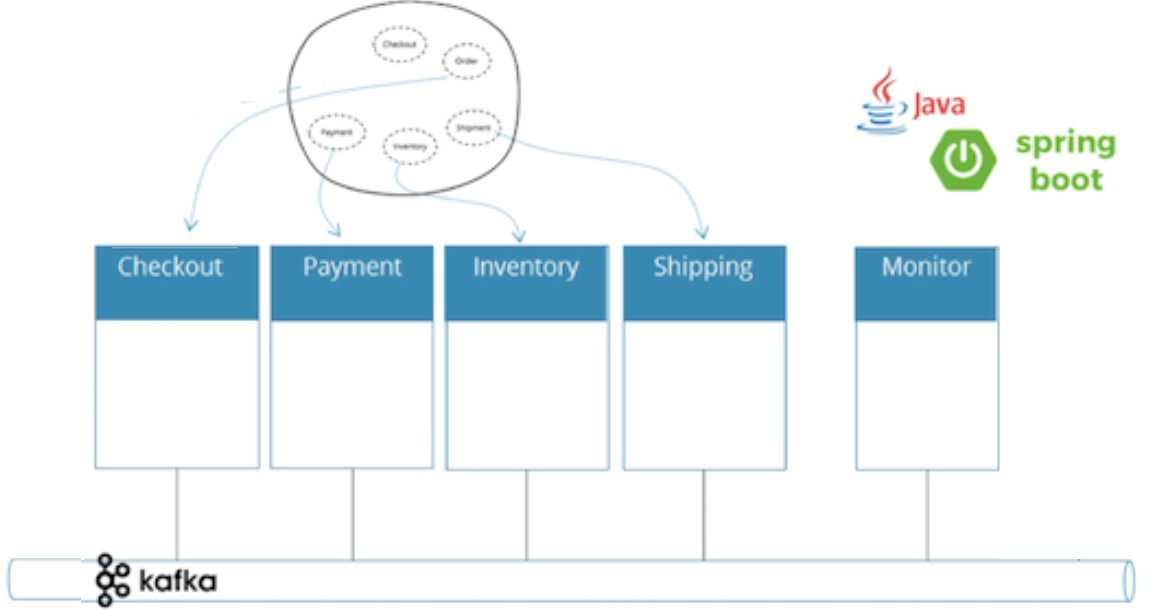 Checkout
Order
Payment
Inventory
Shipment
Java
spring
boot
Checkout
Payment
Inventory
Shipping
Monitor
kafka